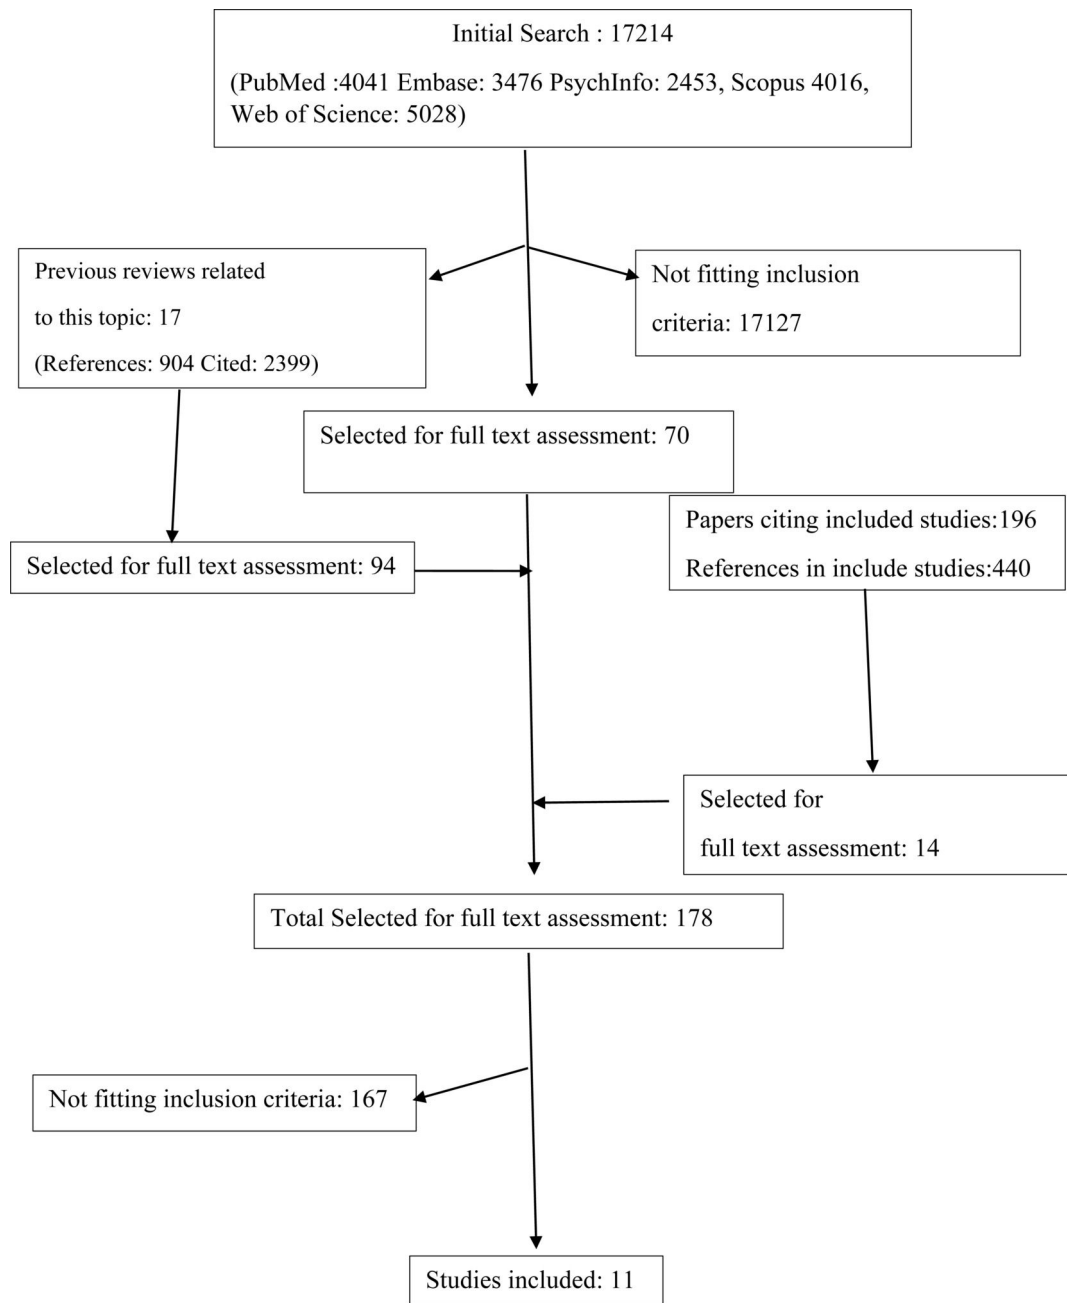 Initial Search : 17214
(PubMed :4041 Embase: 3476 PsychInfo: 2453, Scopus 4016,
Web of Science: 5028)
Previous reviews related
to this topic: 17
(References: 904 Cited: 2399)
Not fitting inclusion
criteria: 17127
Selected for full text assessment: 70
Papers citing included studies:196
References in include studies:440
Selected for full text assessment: 94
Selected for
full text assessment: 14
Total Selected for full text assessment: 178
Not fitting inclusion criteria: 167
Studies included: 11